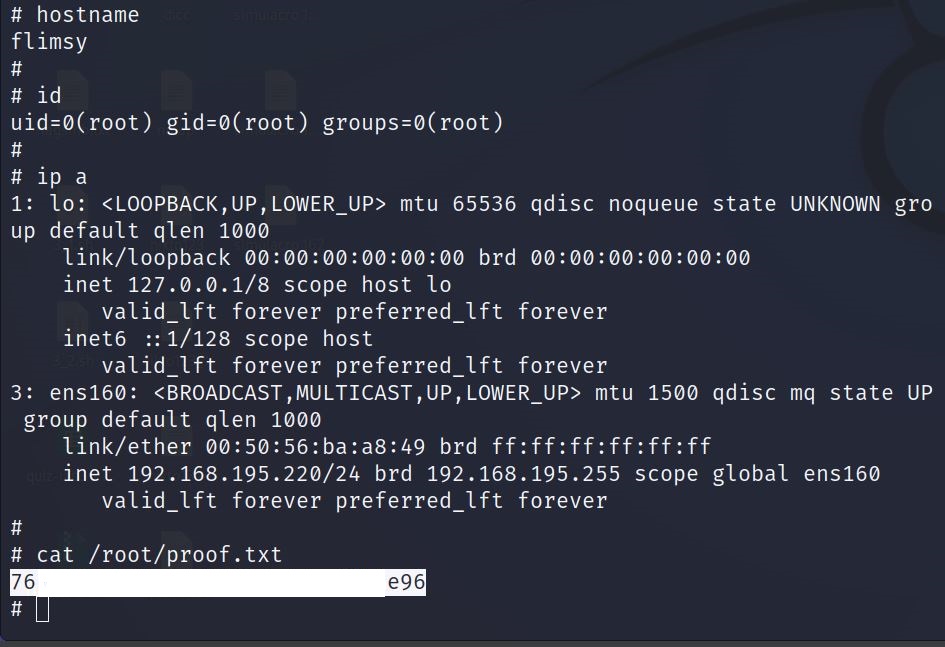 # hostname
flimsy
#
# id
uid=0(root) gid=0(root) groups=0(root)
#
# ip a
1: lo: <LOOPBACK,UP,LOWER_UP> mtu 65536 qdisc noqueue state UNKNOWN gro
up default qlen 1000
    link/loopback 00:00:00:00:00:00 brd 00:00:00:00:00:00
    inet 127.0.0.1/8 scope host lo
       valid_lft forever preferred_lft forever
    inet6 ::1/128 scope host
       valid_lft forever preferred_lft forever
3: ens160: <BROADCAST,MULTICAST,UP,LOWER_UP> mtu 1500 qdisc mq state UP
 group default qlen 1000
    link/ether 00:50:56:ba:a8:49 brd ff:ff:ff:ff:ff:ff
    inet 192.168.195.220/24 brd 192.168.195.255 scope global ens160
       valid_lft forever preferred_lft forever
#
# cat /root/proof.txt
76 e96
#